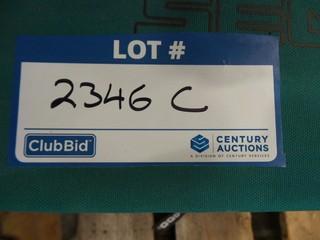 LOT #
2346 C
ClubBid
CENTURY
AUCTIONS
A DIVISION OF CENTURY SERVICES